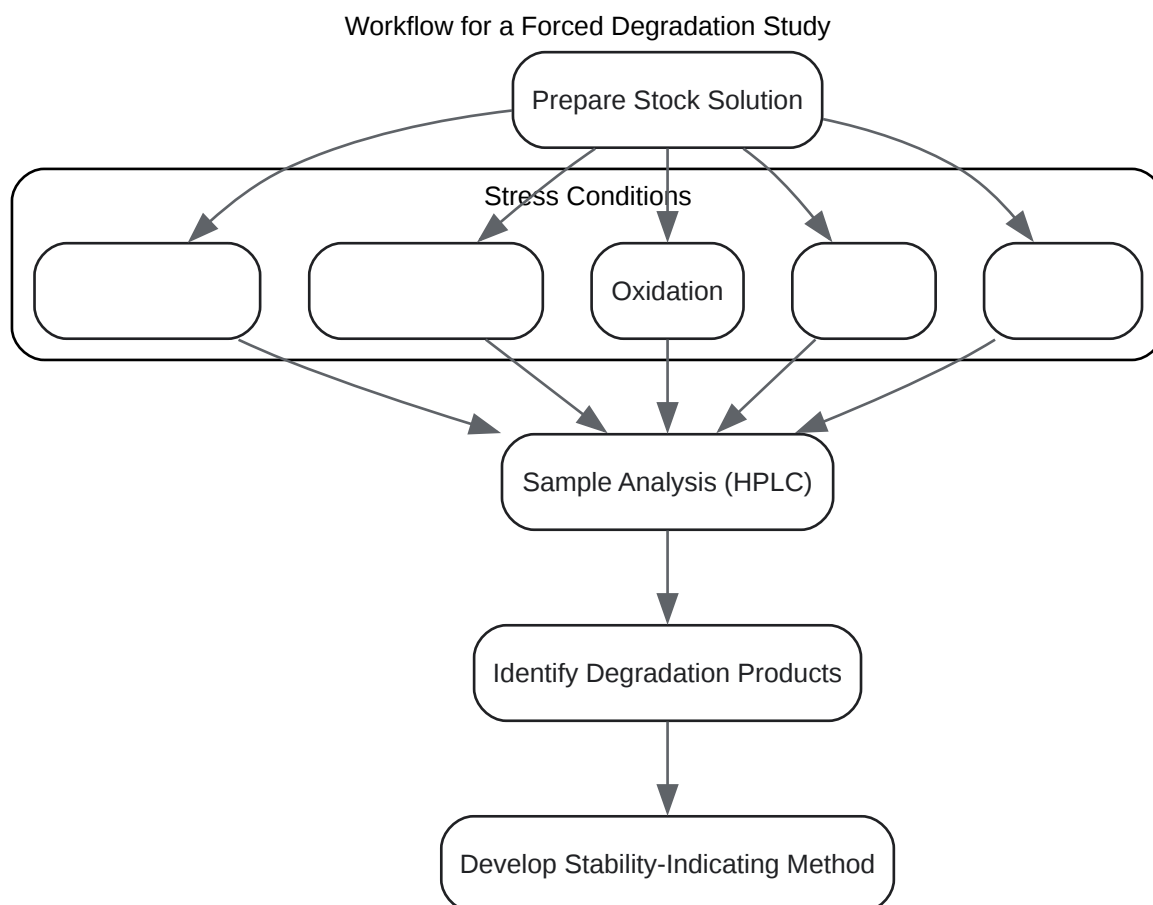 Workflow for a Forced Degradation Study
Prepare Stock Solution
Stress Conditions
Oxidation
Sample Analysis (HPLC)
Identify Degradation Products
Develop Stability-Indicating Method